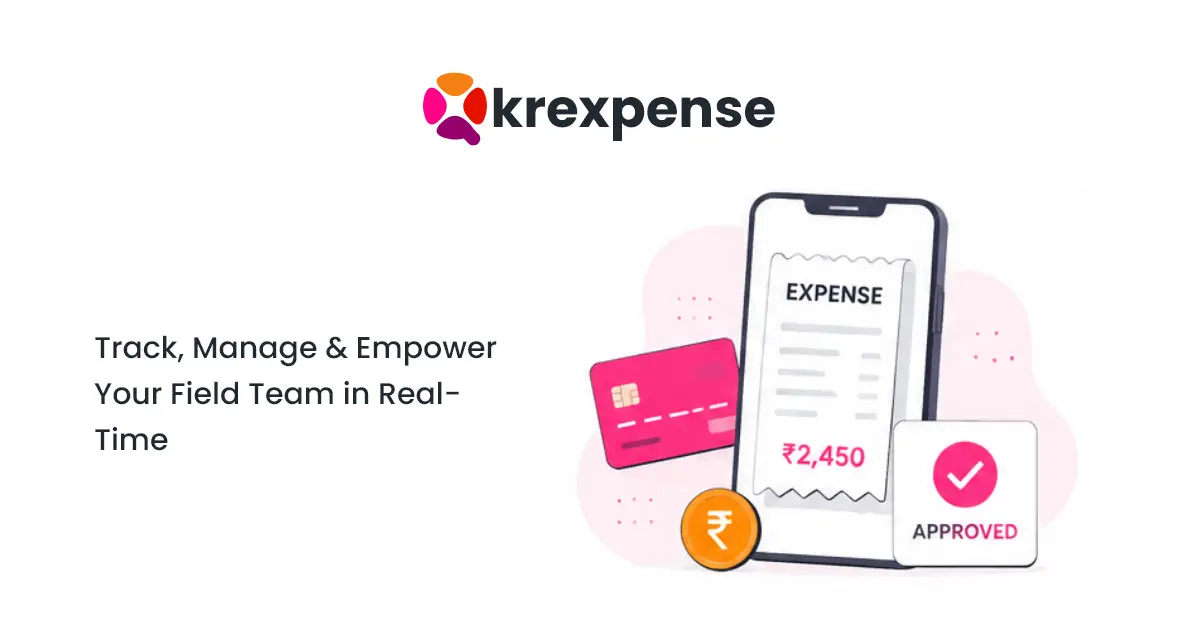 krexpense
Track, Manage & Empower
Your Field Team in Real-
Time
EXPENSE
₹2,450
₹
APPROVED